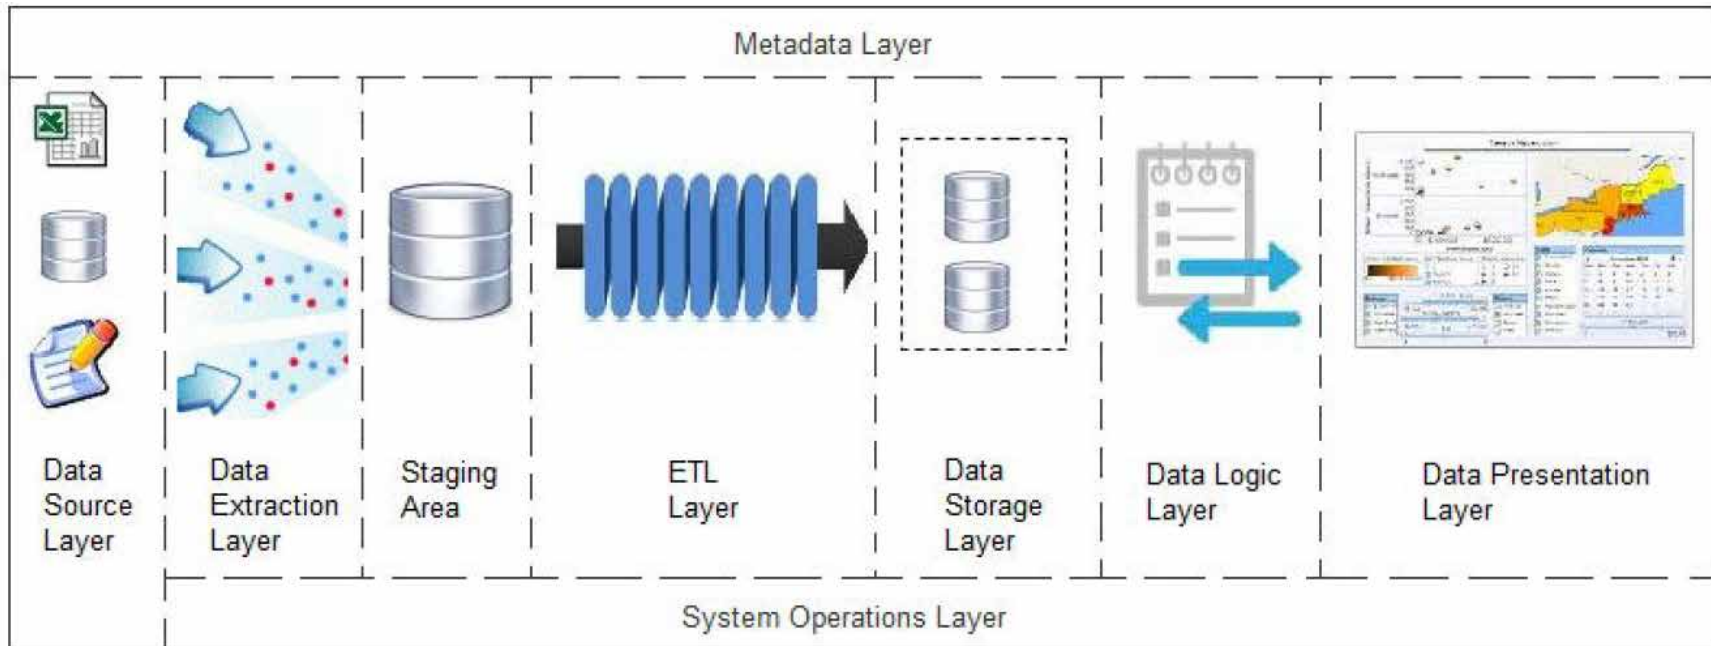 Metadata Layer
Data
Source
Layer
Data
Extraction
Layer
Staging
Area
ETL
Layer
Data
Storage
Layer
Data Logic
Layer
Data Presentation
Layer
System Operations Layer